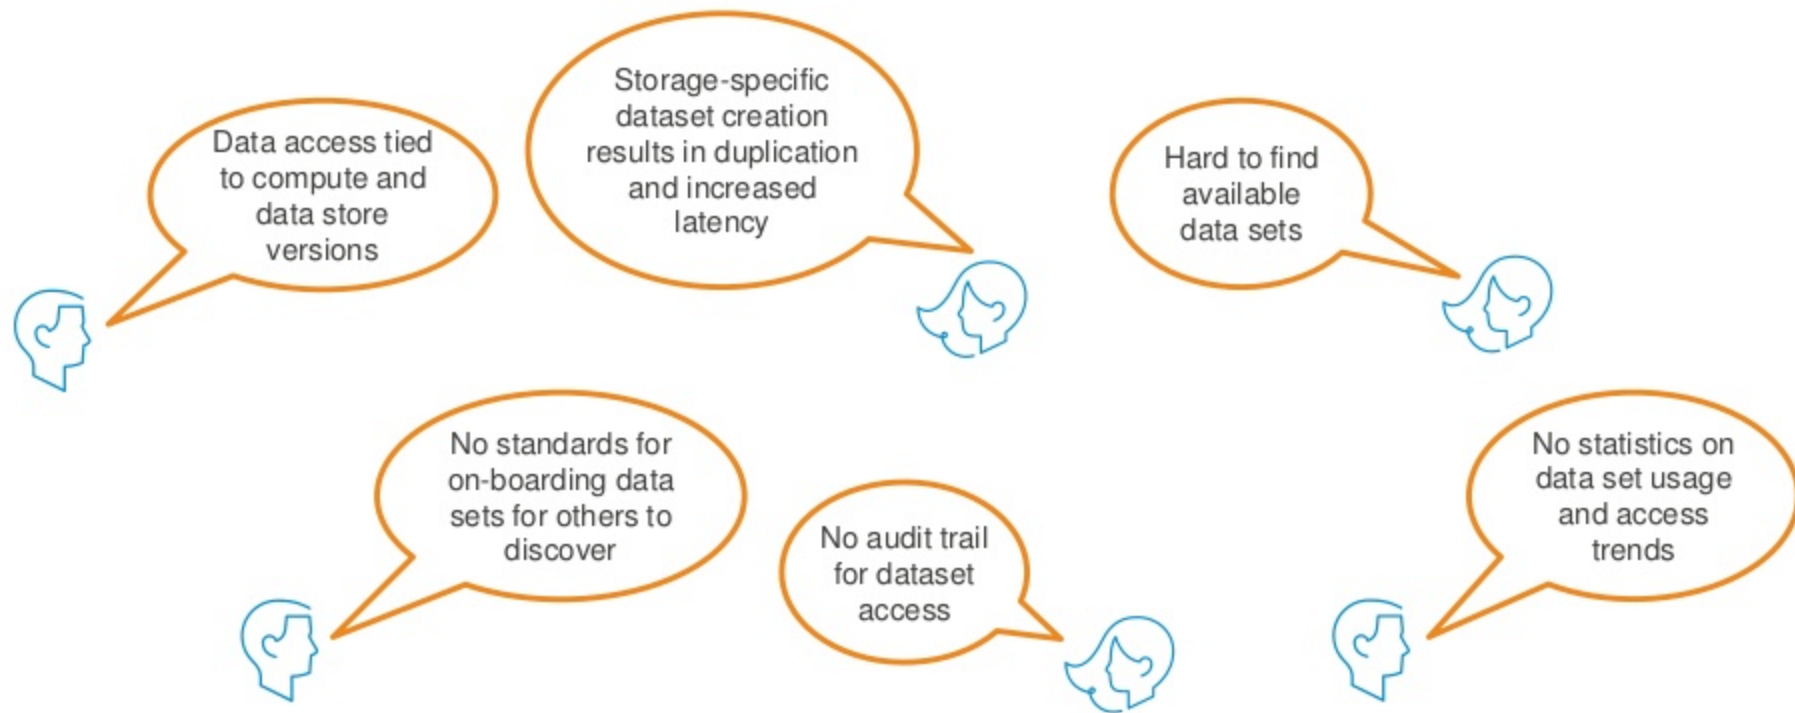 Data access tied
to compute and
data store
versions
Storage-specific
dataset creation
results in duplication
and increased
latency
Hard to find
available
data sets
No standards for
on-boarding data
sets for others to
discover
No audit trail
for dataset
access
No statistics on
data set usage
and access
trends